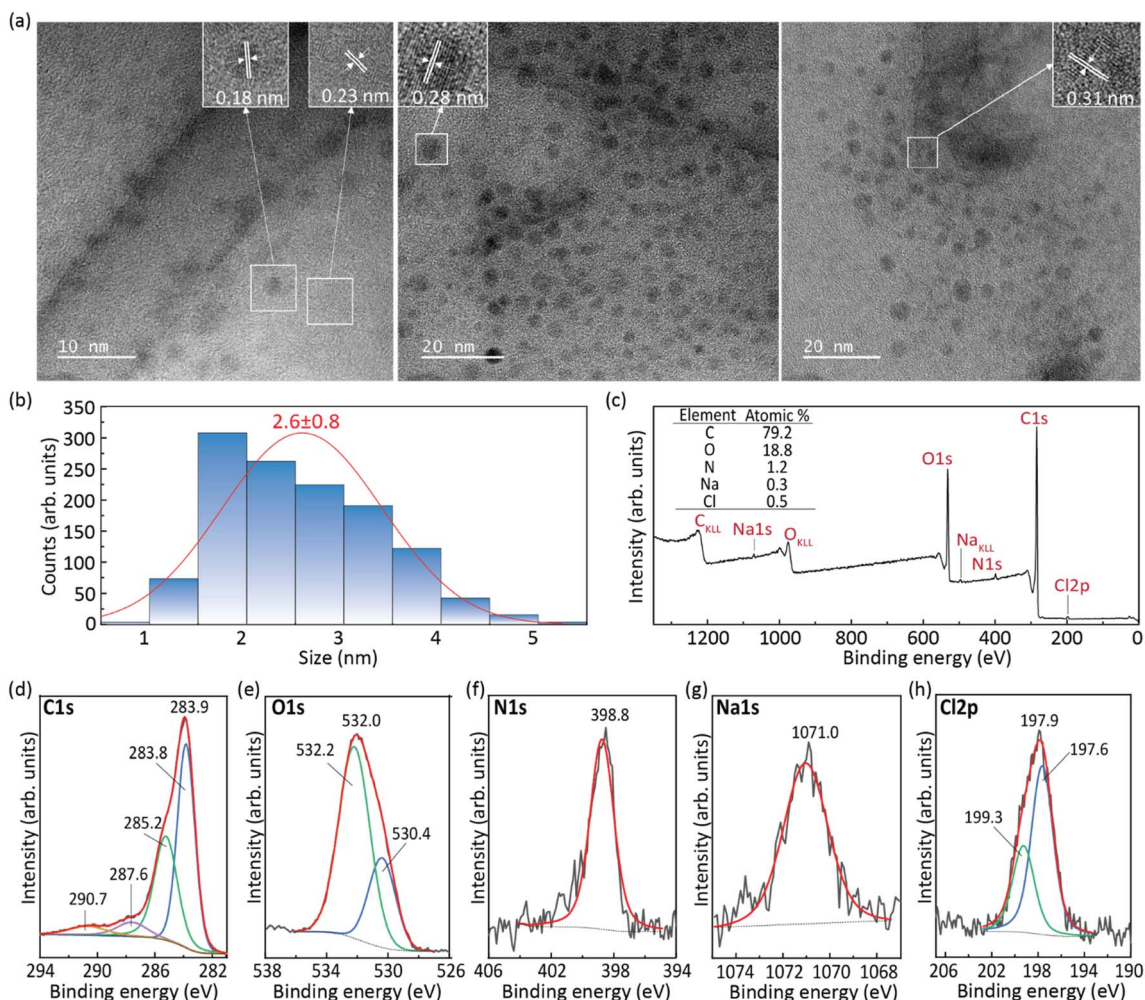 (a)
0.18 nm
0.23 nm
0.28 nm
0.31 nm
10 nm
20 nm
20 nm
(b)
350
300
250
200
150
100
50
0
Counts (arb. units)
2.6±0.8
1 2 3 4 5
Size (nm)
(c)
Intensity (arb. units)
Element Atomic %
C 79.2
O 18.8
N 1.2
Na 0.3
Cl 0.5
C1s
O1s
CKLL
Na1s
OKLL
NaKLL
N1s
Cl2p
1200 1000 800 600 400 200 0
Binding energy (eV)
(d)
C1s
283.9
283.8
285.2
287.6
290.7
Intensity (arb. units)
294 290 286 282
Binding energy (eV)
(e)
O1s
532.0
532.2
530.4
Intensity (arb. units)
538 534 530 526
Binding energy (eV)
(f)
N1s
398.8
Intensity (arb. units)
406 402 398 394
Binding energy (eV)
(g)
Na1s
1071.0
Intensity (arb. units)
1074 1072 1070 1068
Binding energy (eV)
(h)
Cl2p
197.9
197.6
199.3
Intensity (arb. units)
206 202 198 194 190
Binding energy (eV)